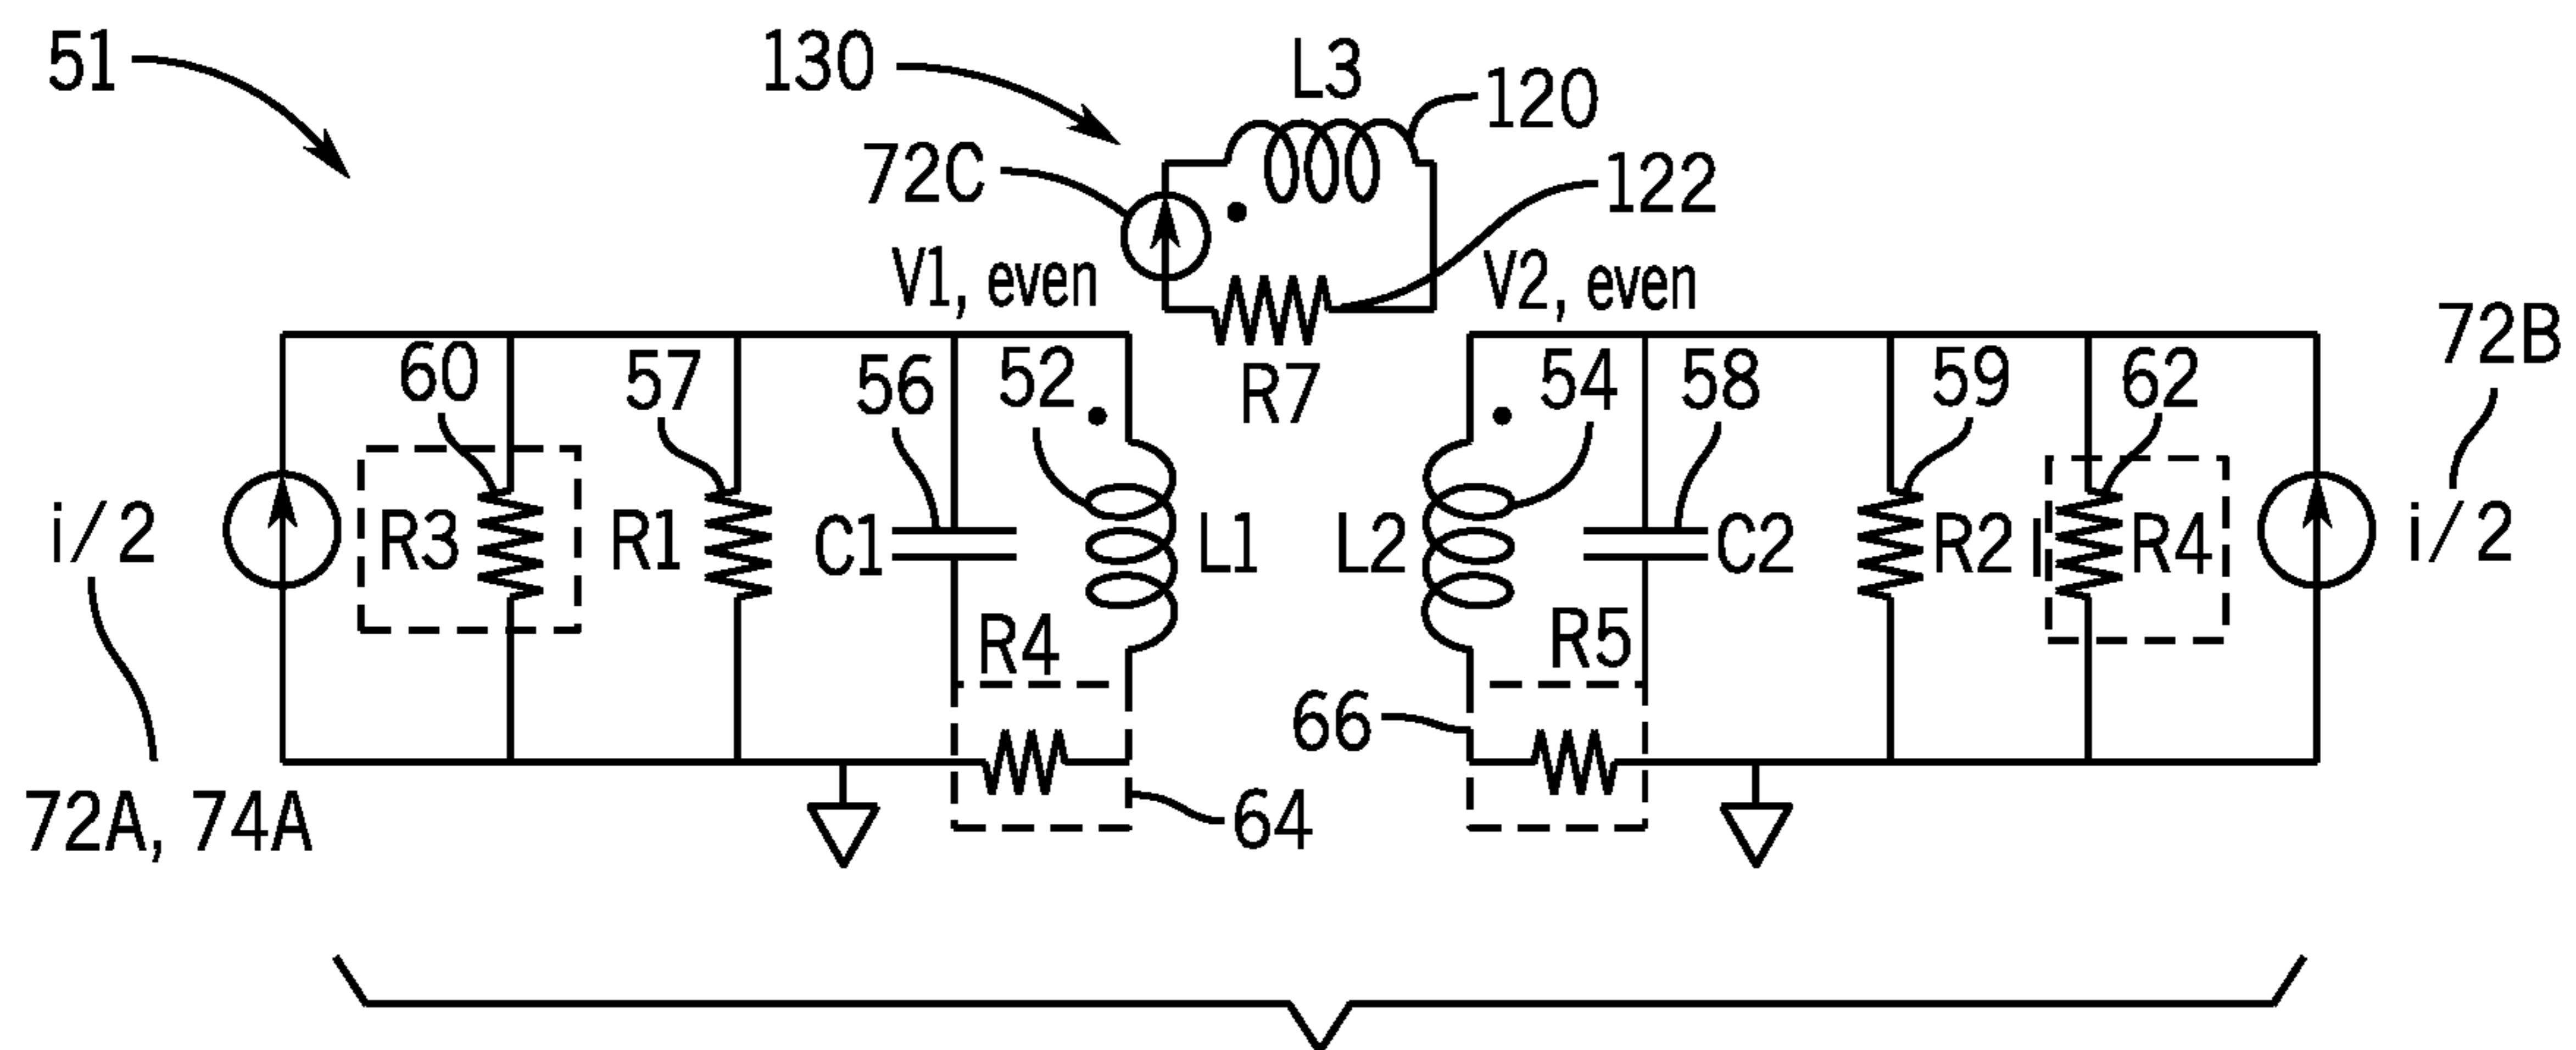 51
130
L3
120
72C
122
V1, even
V2, even
R7
72B
60
57
56
52
54
58
59
62
i/2
R3
R1
C1
L1
L2
C2
R2
R4
i/2
R4
R5
66
64
72A, 74A